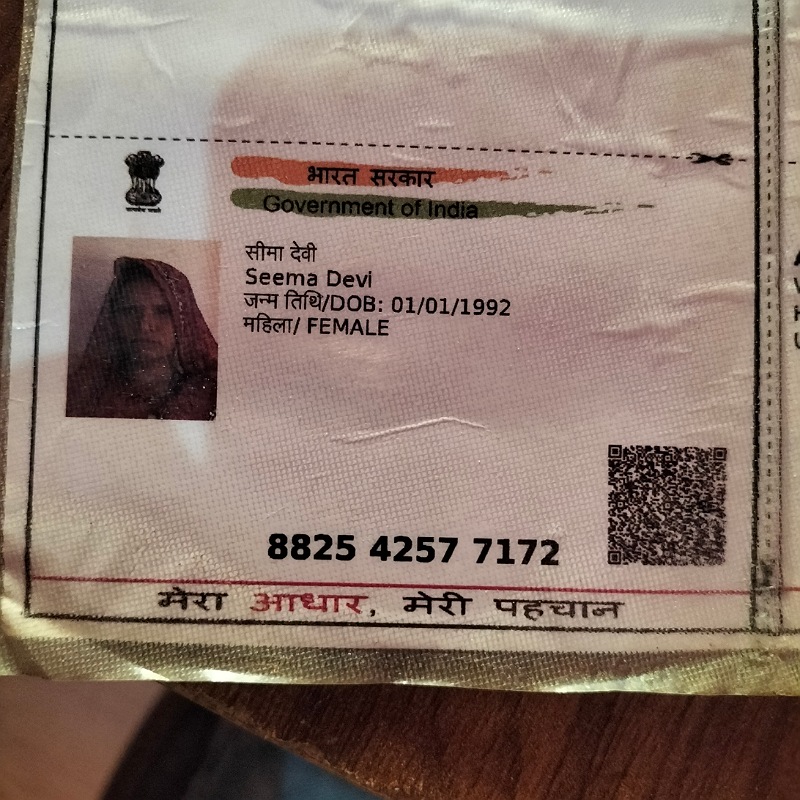 भारत सरकार
Government of India
सीमा देवी
Seema Devi
जन्म तिथि/DOB: 01/01/1992
महिला/ FEMALE
8825 4257 7172
मेरा आधार, मेरी पहचान